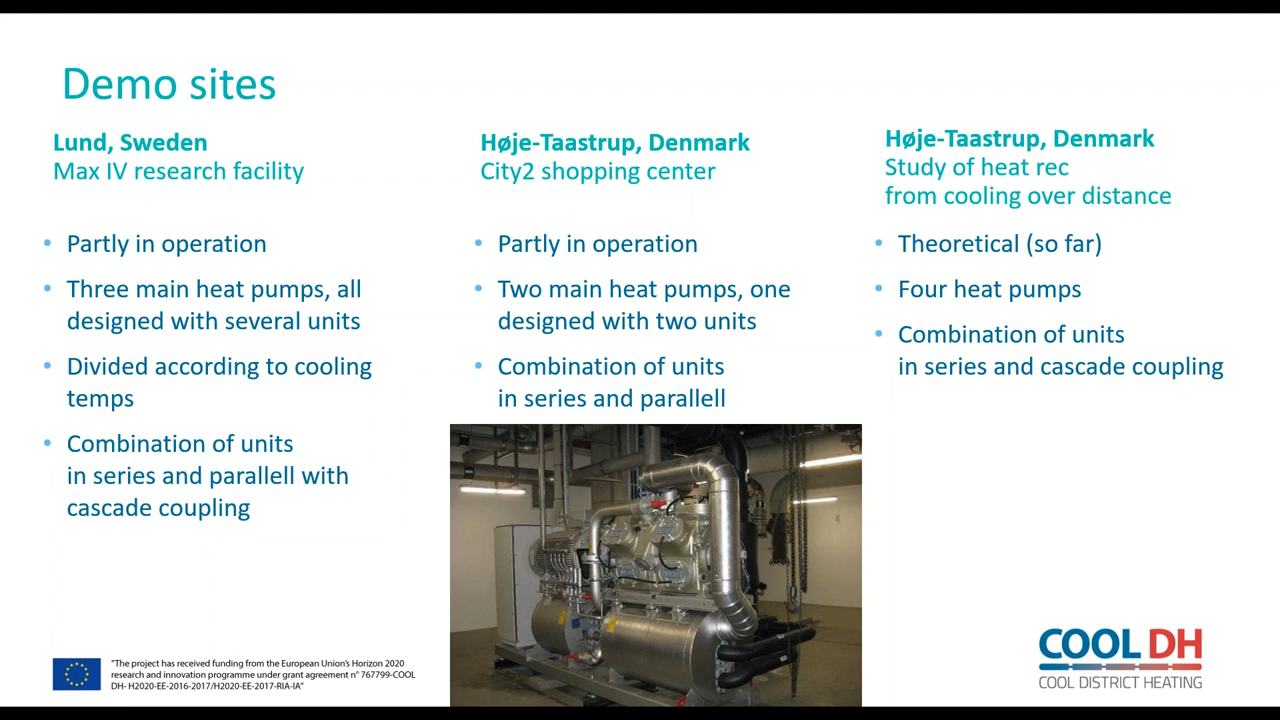 Demo sites
Lund, Sweden
Max IV research facility
• Partly in operation
• Three main heat pumps, all
designed with several units
• Divided according to cooling
temps
• Combination of units
in series and parallell with
cascade coupling
Høje-Taastrup, Denmark
City2 shopping center
• Partly in operation
• Two main heat pumps, one
designed with two units
• Combination of units
in series and parallell
Høje-Taastrup, Denmark
Study of heat rec
from cooling over distance
• Theoretical (so far)
• Four heat pumps
• Combination of units
in series and cascade coupling
"The project has received funding from the European Union's Horizon 2020
research and innovation programme under grant agreement n° 767799-COOL
DH- H2020-EE-2016-2017/H2020-EE-2017-RIA-IA"
COOL DH
COOL DISTRICT HEATING